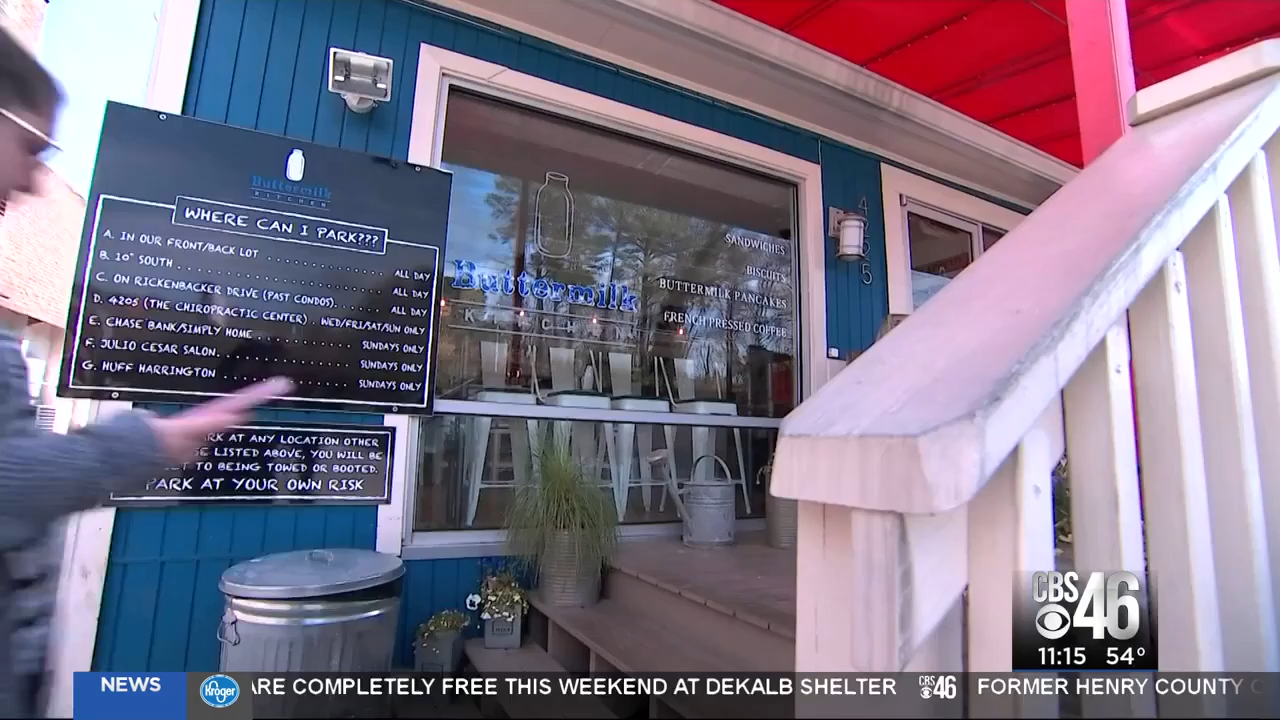 Buttermilk
KITCHEN
WHERE CAN I PARK???
A. IN OUR FRONT/BACK LOT . . . . . . . . . . . . . . . . ALL DAY
B. 10° SOUTH . . . . . . . . . . . . . . . . . . . . . . . . ALL DAY
C. ON RICKENBACKER DRIVE (PAST CONDOS). . . . . . . ALL DAY
D. 4205 (THE CHIROPRACTIC CENTER) . WED/FRI/SAT/SUN ONLY
E. CHASE BANK/SIMPLY HOME . . . . . . . . . . . . SUNDAYS ONLY
F. JULIO CESAR SALON. . . . . . . . . . . . . . . . SUNDAYS ONLY
G. HUFF HARRINGTON . . . . . . . . . . . . . . . . SUNDAYS ONLY
AT ANY LOCATION OTHER
LISTED ABOVE, YOU WILL BE
TO BEING TOWED OR BOOTED.
PARK AT YOUR OWN RISK
Buttermilk
KITCHEN
SANDWICHES
BISCUITS
BUTTERMILK PANCAKES
FRENCH PRESSED COFFEE
CBS 46
11:15 54°
NEWS Kroger ARE COMPLETELY FREE THIS WEEKEND AT DEKALB SHELTER CBS 46 FORMER HENRY COUNTY